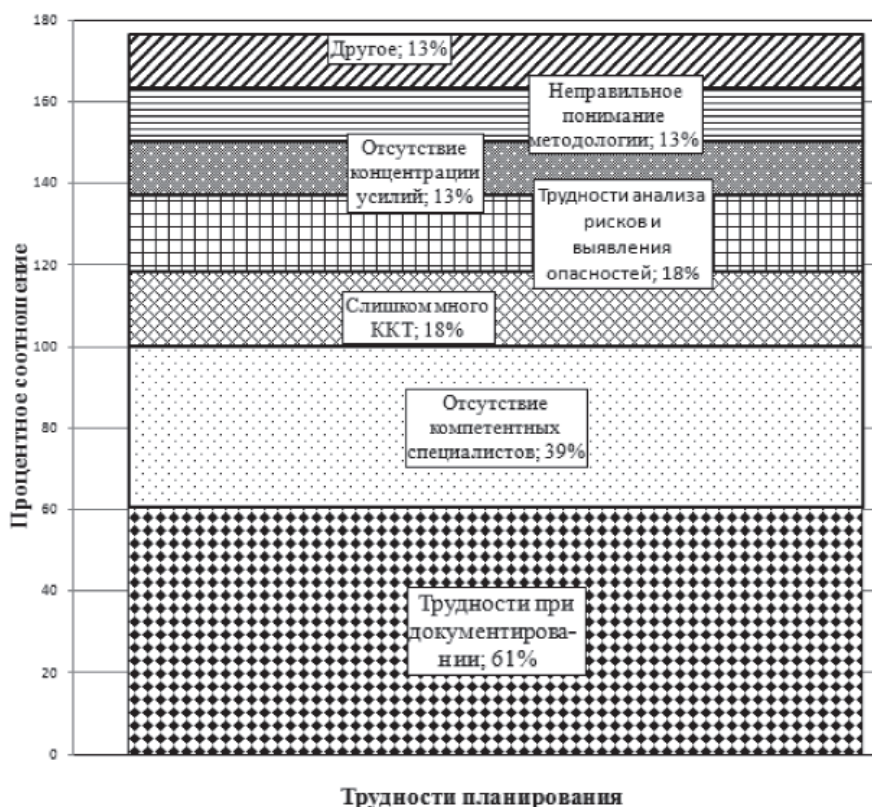 180
160
140
120
100
80
60
40
20
0
Процентное соотношение
Другое; 13%
Неправильное
понимание
методологии; 13%
Отсутствие
концентрации
усилий; 13%
Трудности анализа
рисков и
выявления
опасностей; 18%
Слишком много
ККТ; 18%
Отсутствие
компетентных
специалистов; 39%
Трудности при
документирова-
нии; 61%
Трудности планирования